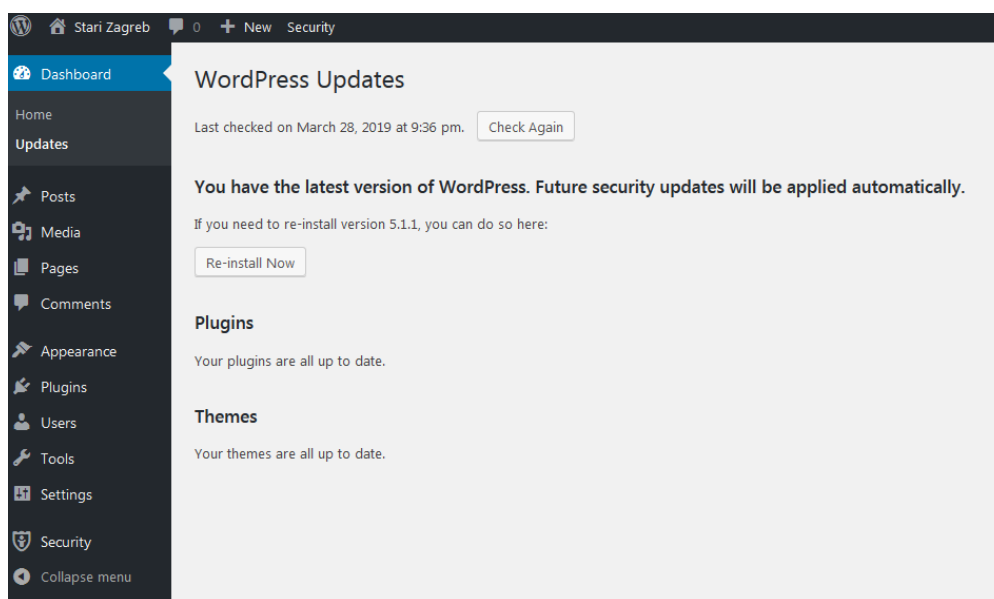 Stari Zagreb 0 New Security
Dashboard
Home
Updates
Posts
Media
Pages
Comments
Appearance
Plugins
Users
Tools
Settings
Security
Collapse menu
WordPress Updates
Last checked on March 28, 2019 at 9:36 pm. Check Again
You have the latest version of WordPress. Future security updates will be applied automatically.
If you need to re-install version 5.1.1, you can do so here:
Re-install Now
Plugins
Your plugins are all up to date.
Themes
Your themes are all up to date.